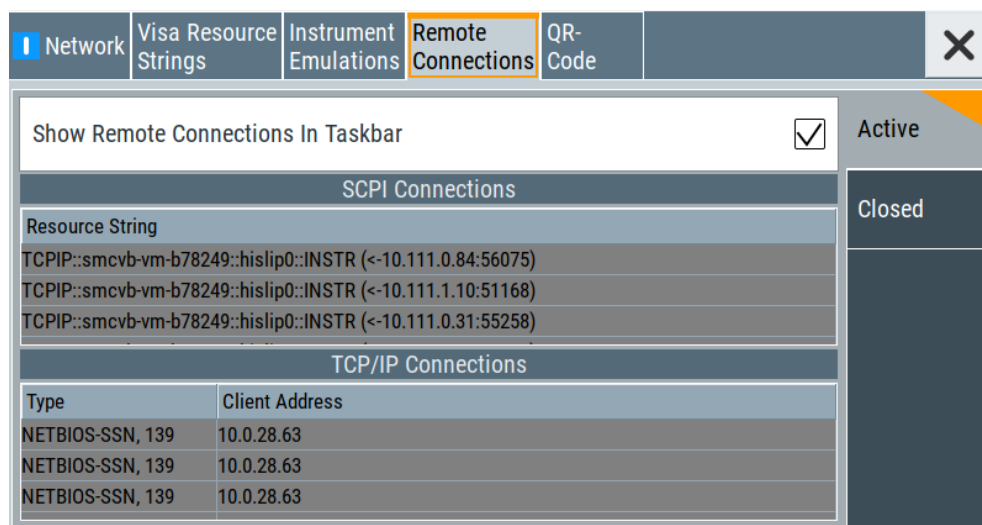 Network
Visa Resource
Strings
Instrument
Emulations
Remote
Connections
QR-
Code
Show Remote Connections In Taskbar
Active
Closed
SCPI Connections
Resource String
TCPIP::smcvb-vm-b78249::hislip0::INSTR (<-10.111.0.84:56075)
TCPIP::smcvb-vm-b78249::hislip0::INSTR (<-10.111.1.10:51168)
TCPIP::smcvb-vm-b78249::hislip0::INSTR (<-10.111.0.31:55258)
TCP/IP Connections
Type Client Address
NETBIOS-SSN, 139 10.0.28.63
NETBIOS-SSN, 139 10.0.28.63
NETBIOS-SSN, 139 10.0.28.63